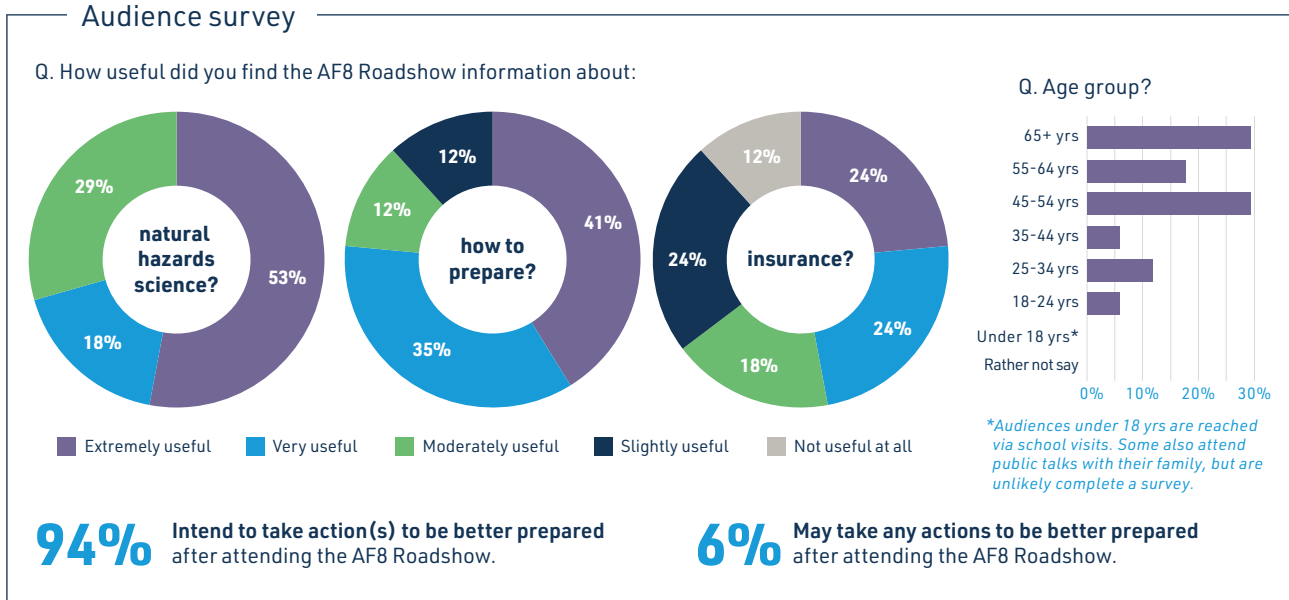 Audience survey
Q. How useful did you find the AF8 Roadshow information about:
29%
53%
18%
natural
hazards
science?
12%
12%
41%
35%
how to
prepare?
12%
24%
24%
24%
18%
insurance?
Extremely useful
Very useful
Moderately useful
Slightly useful
Not useful at all
Q. Age group?
65+ yrs
55-64 yrs
45-54 yrs
35-44 yrs
25-34 yrs
18-24 yrs
Under 18 yrs*
Rather not say
0% 10% 20% 30%
*Audiences under 18 yrs are reached
via school visits. Some also attend
public talks with their family, but are
unlikely complete a survey.
94%
Intend to take action(s) to be better prepared
after attending the AF8 Roadshow.
6%
May take any actions to be better prepared
after attending the AF8 Roadshow.